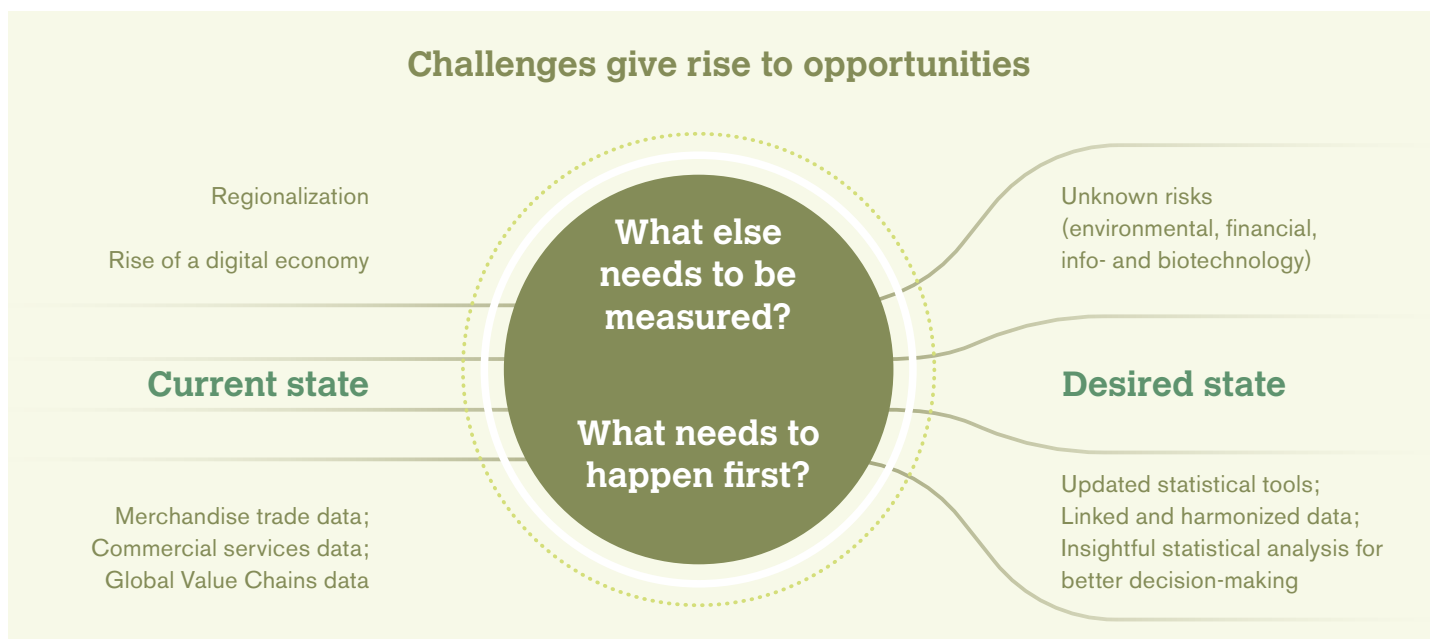 Challenges give rise to opportunities
Regionalization
Rise of a digital economy
Current state
Merchandise trade data;
Commercial services data;
Global Value Chains data
What else
needs to be
measured?
What needs to
happen first?
Unknown risks
(environmental, financial,
info- and biotechnology)
Desired state
Updated statistical tools;
Linked and harmonized data;
Insightful statistical analysis for
better decision-making